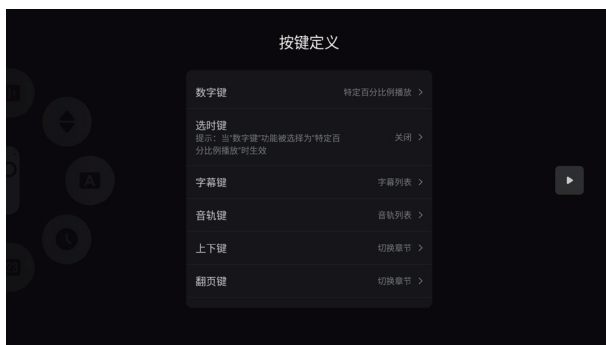 按键定义
数字键 特定百分比例播放
选时键
提示：当“数字键”功能被选择为“特定百 关闭
分比例播放”时生效
字幕键 字幕列表
音轨键 音轨列表
上下键 切换章节
翻页键 切换章节
A